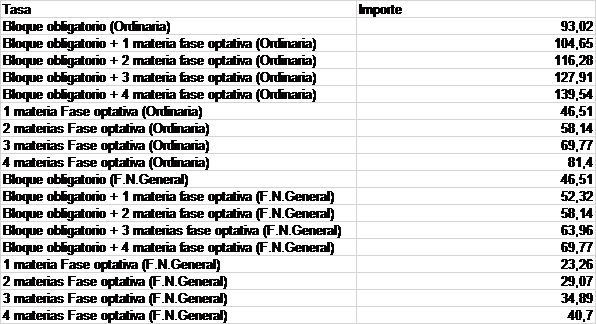 Tasa Importe
Bloque obligatorio (Ordinaria) 93,02
Bloque obligatorio + 1 materia fase optativa (Ordinaria) 104,65
Bloque obligatorio + 2 materia fase optativa (Ordinaria) 116,28
Bloque obligatorio + 3 materia fase optativa (Ordinaria) 127,91
Bloque obligatorio + 4 materia fase optativa (Ordinaria) 139,54
1 materia Fase optativa (Ordinaria) 46,51
2 materias Fase optativa (Ordinaria) 58,14
3 materias Fase optativa (Ordinaria) 69,77
4 materias Fase optativa (Ordinaria) 81,4
Bloque obligatorio (F.N.General) 46,51
Bloque obligatorio + 1 materia fase optativa (F.N.General) 52,32
Bloque obligatorio + 2 materia fase optativa (F.N.General) 58,14
Bloque obligatorio + 3 materias fase optativa (F.N.General) 63,96
Bloque obligatorio + 4 materia fase optativa (F.N.General) 69,77
1 materia Fase optativa (F.N.General) 23,26
2 materias Fase optativa (F.N.General) 29,07
3 materias Fase optativa (F.N.General) 34,89
4 materias Fase optativa (F.N.General) 40,7